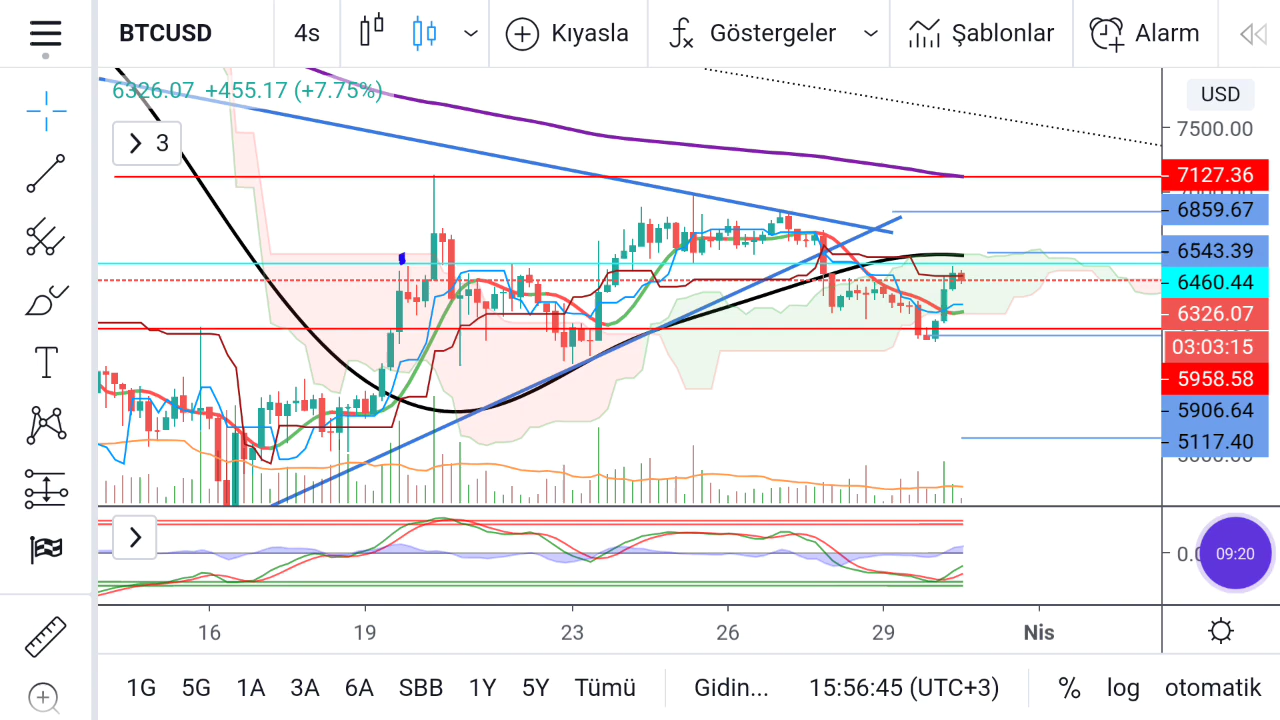 BTCUSD 4s Kıyasla Göstergeler Şablonlar Alarm
6326.07 +455.17 (+7.75%)
3
USD
7500.00
7127.36
6859.67
6543.39
6460.44
6326.07
03:03:15
5958.58
5906.64
5117.40
09:20
16 19 23 26 29 Nis
1G 5G 1A 3A 6A SBB 1Y 5Y Tümü Gidin... 15:56:45 (UTC+3) % log otomatik